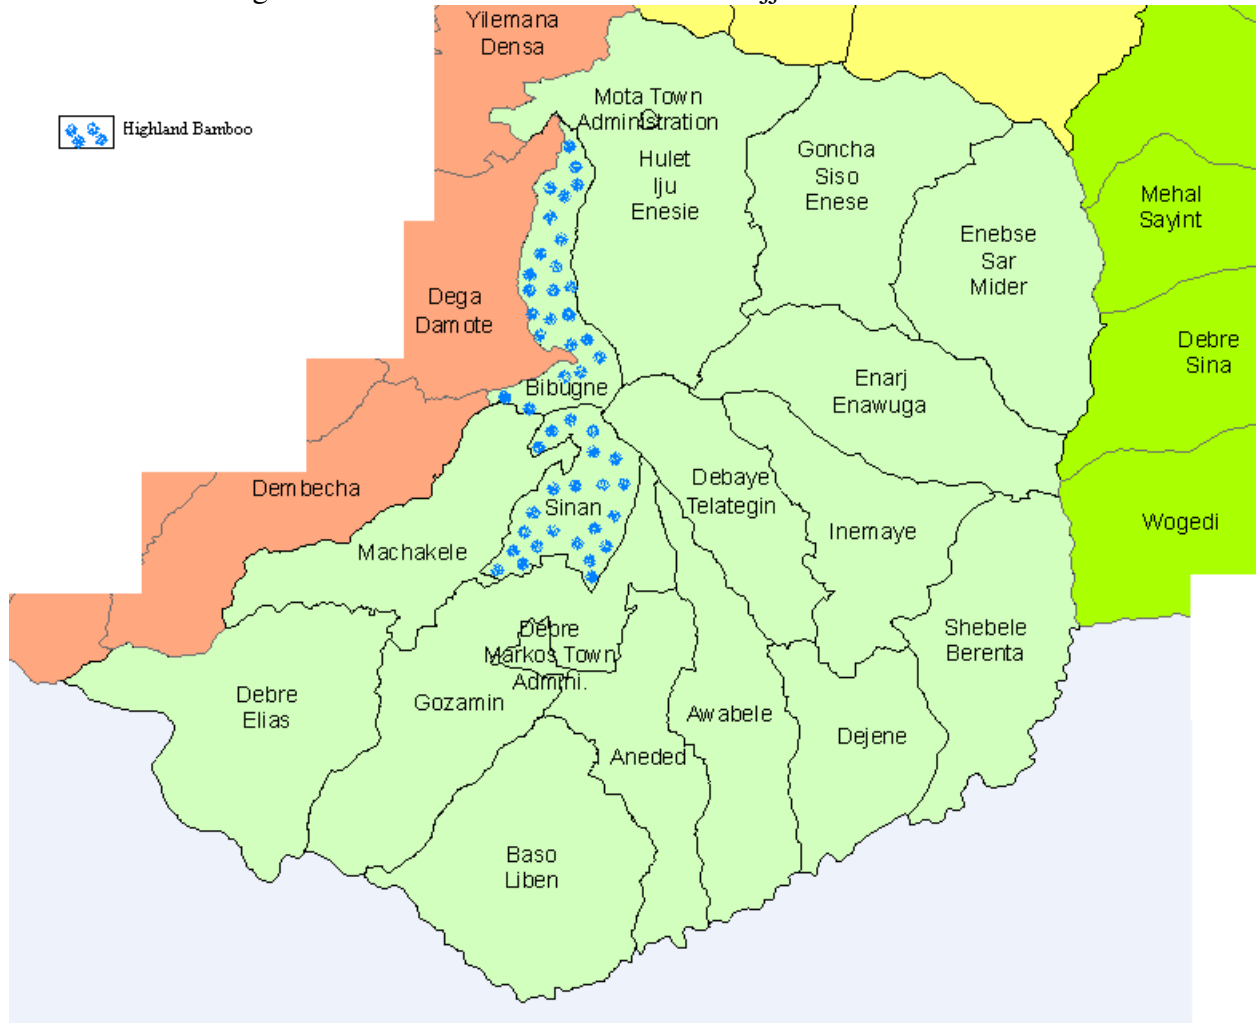 Yilemana
Densa
Highland Bamboo
Mota Town
Administration
Hulet
Iju
Enesie
Goncha
Siso
Enese
Enebse
Sar
Mider
Mehal
Sayint
Dega
Damote
Debre
Sina
Bibugne
Enarj
Enawuga
Dembecha
Debaye
Telategin
Sinan
Machakele
Inemaye
Wogedi
Debre
Markos Town
Admini.
Shebele
Berenta
Debre
Elias
Gozamin
Awabele
Dejene
Aneded
Baso
Liben